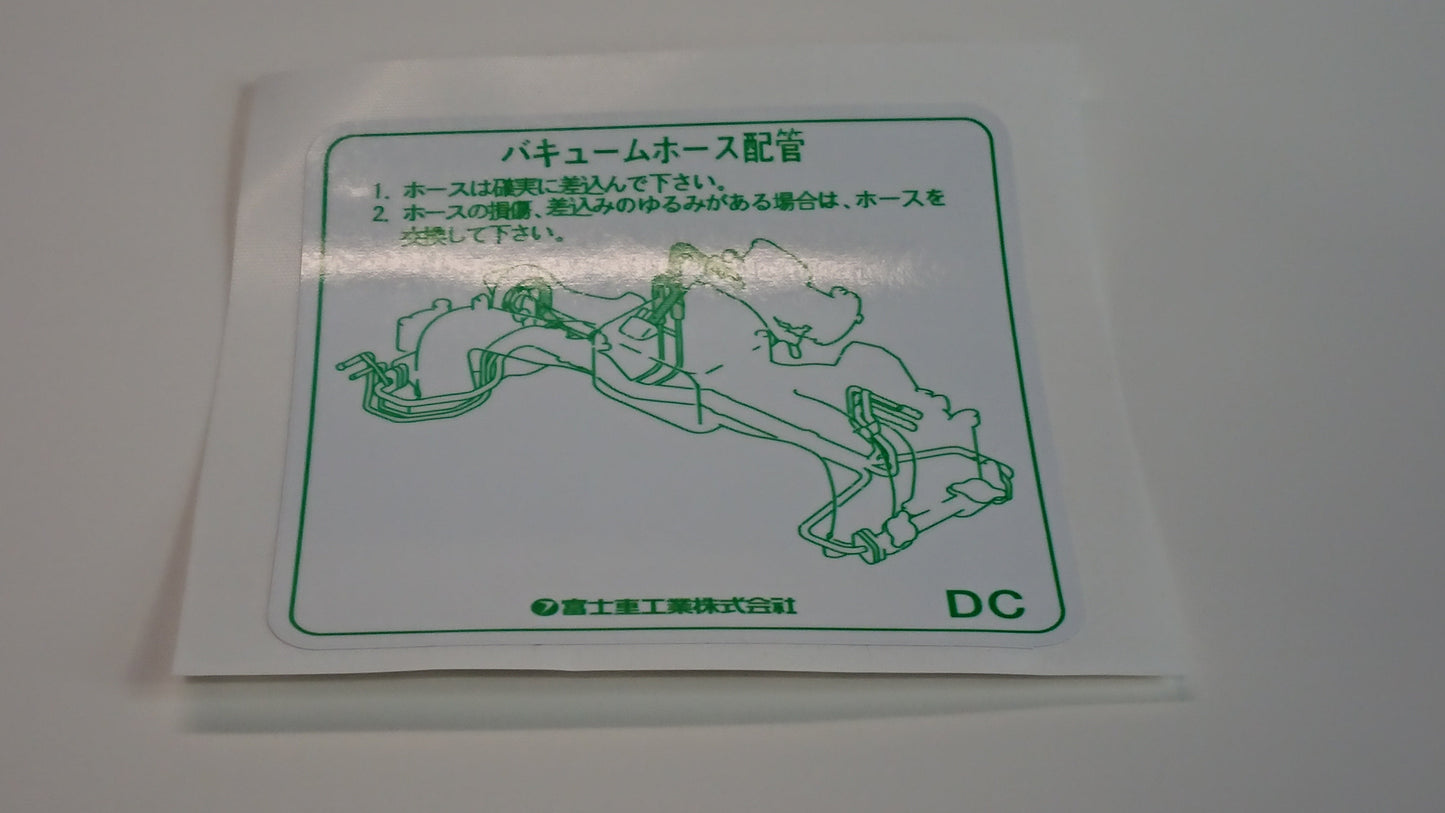 バキュームホース配管
1. ホースは確実に差込んで下さい。
2. ホースの損傷、差込みのゆるみがある場合は、ホースを
交換して下さい。
フ富士重工業株式会社
DC